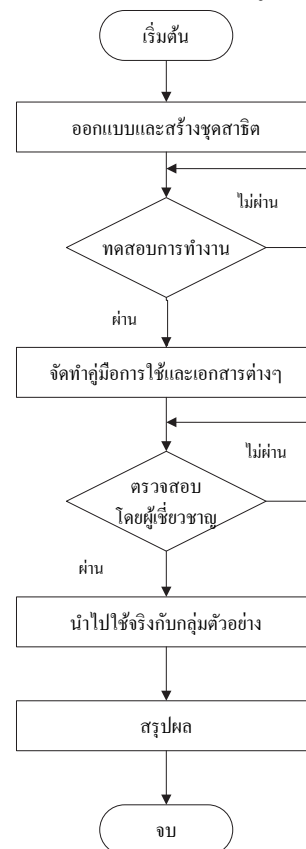 เริ่มต้น
ออกแบบและสร้างชุดสาธิต
ไม่ผ่าน
ทดสอบการทำงาน
ผ่าน
จัดทำคู่มือการใช้และเอกสารต่างๆ
ไม่ผ่าน
ตรวจสอบ
โดยผู้เชี่ยวชาญ
ผ่าน
นำไปใช้จริงกับกลุ่มตัวอย่าง
สรุปผล
จบ